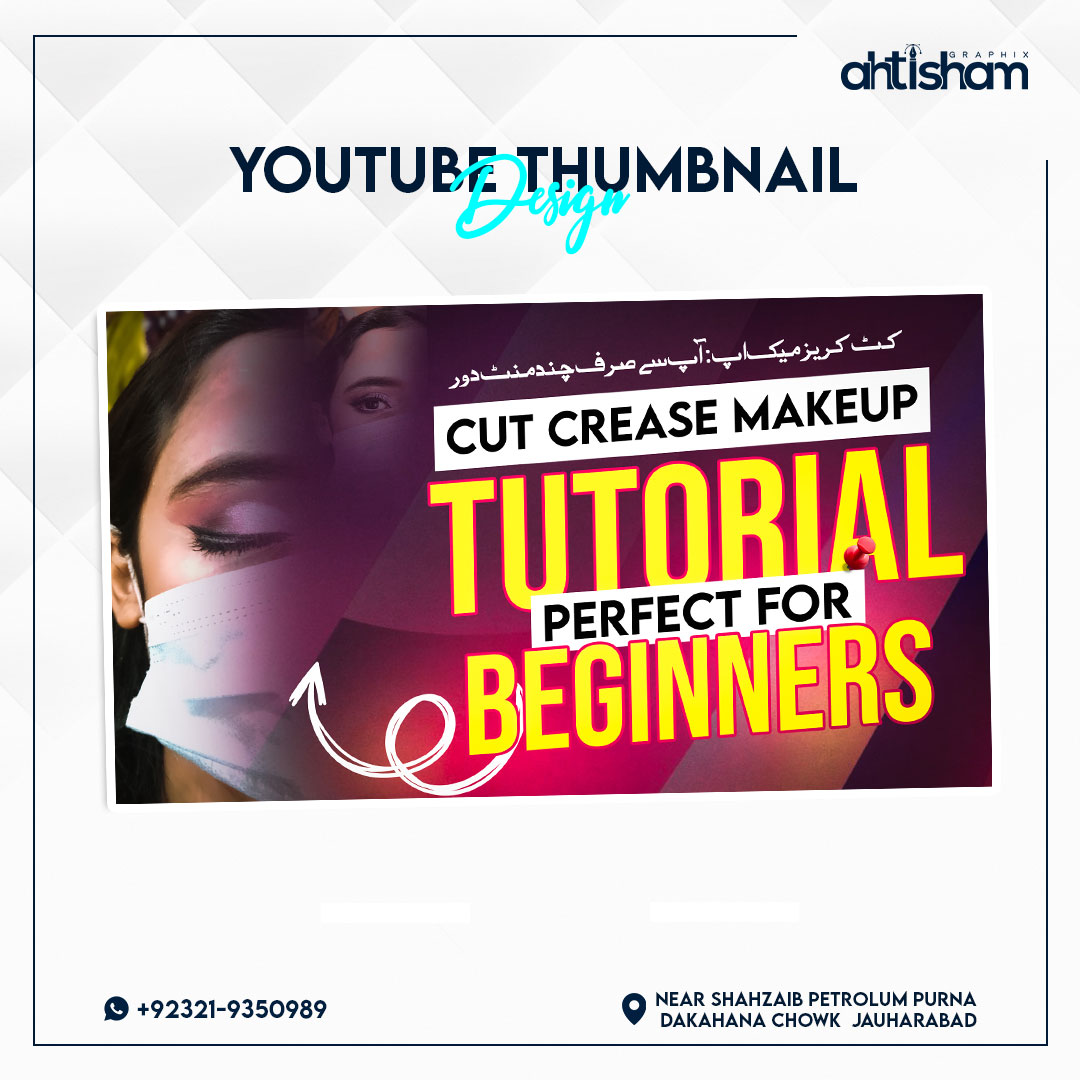 GRAPHIX
ahtisham
YOUTUBE THUMBNAIL
Design
کٹ کریز میک اپ: آپ سے صرف چند منٹ دور
CUT CREASE MAKEUP
TUTORIAL
PERFECT FOR
BEGINNERS
+92321-9350989
NEAR SHAHZAIB PETROLUM PURNA
DAKAHANA CHOWK JAUHARABAD